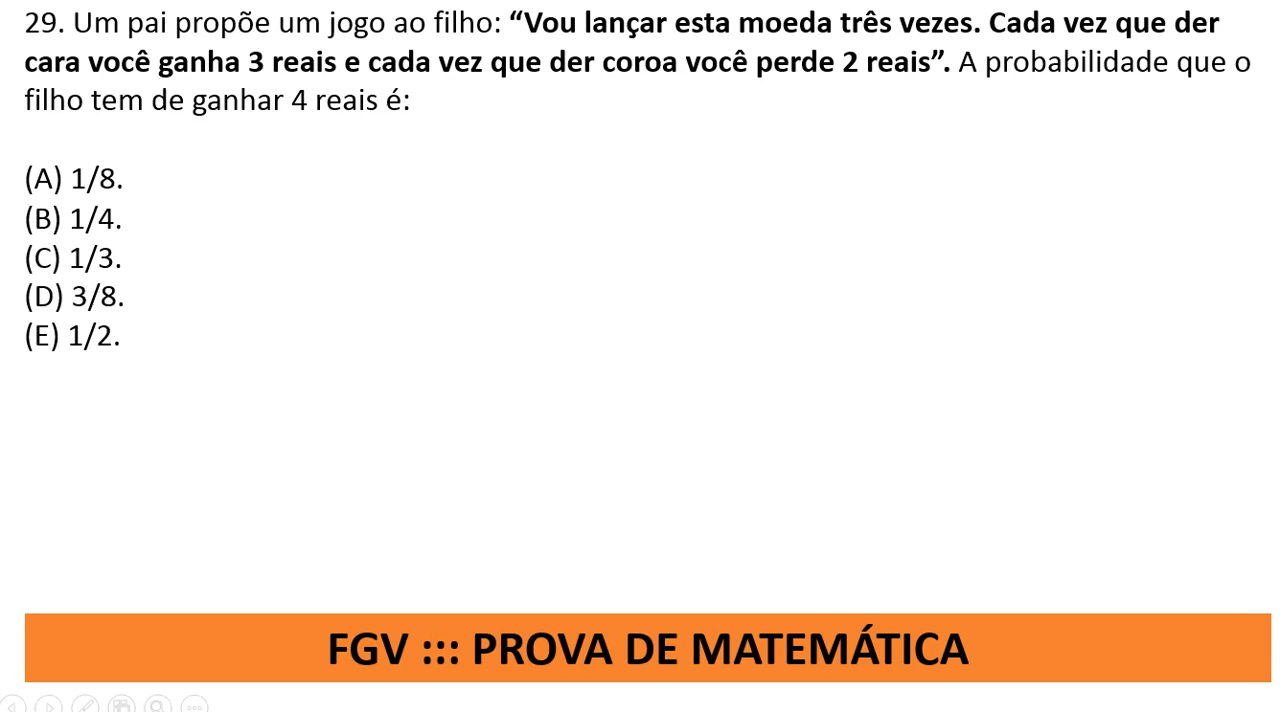 29. Um pai propõe um jogo ao filho: “Vou lançar esta moeda três vezes. Cada vez que der
cara você ganha 3 reais e cada vez que der coroa você perde 2 reais”. A probabilidade que o
filho tem de ganhar 4 reais é:
(A) 1/8.
(B) 1/4.
(C) 1/3.
(D) 3/8.
(E) 1/2.
FGV ::: PROVA DE MATEMÁTICA